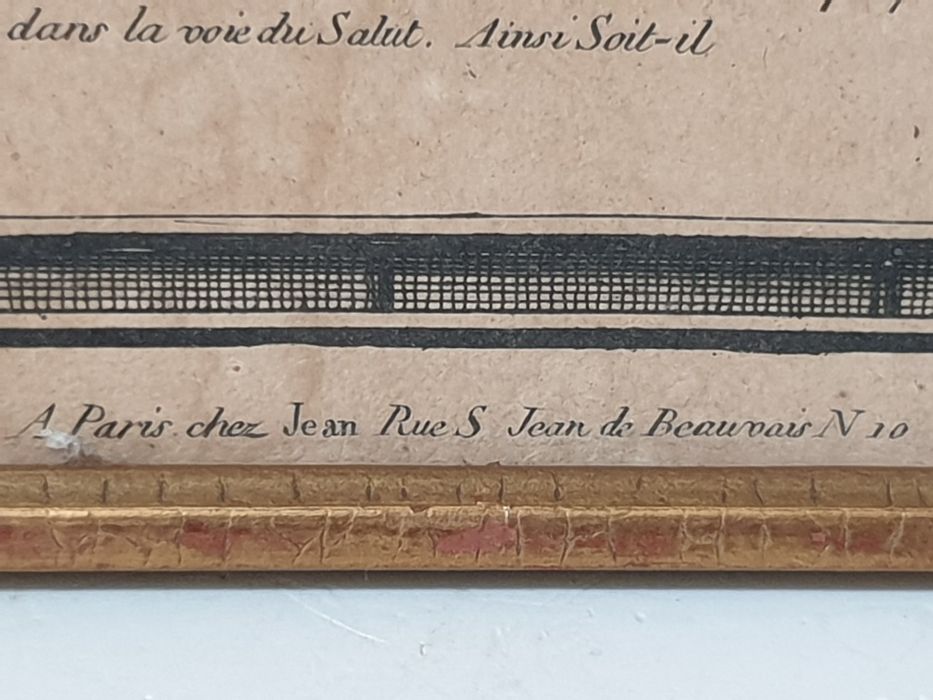 dans la voie du Salut. Ainsi Soit-il
A Paris chez Jean Rue S Jean de Beauvais N 10